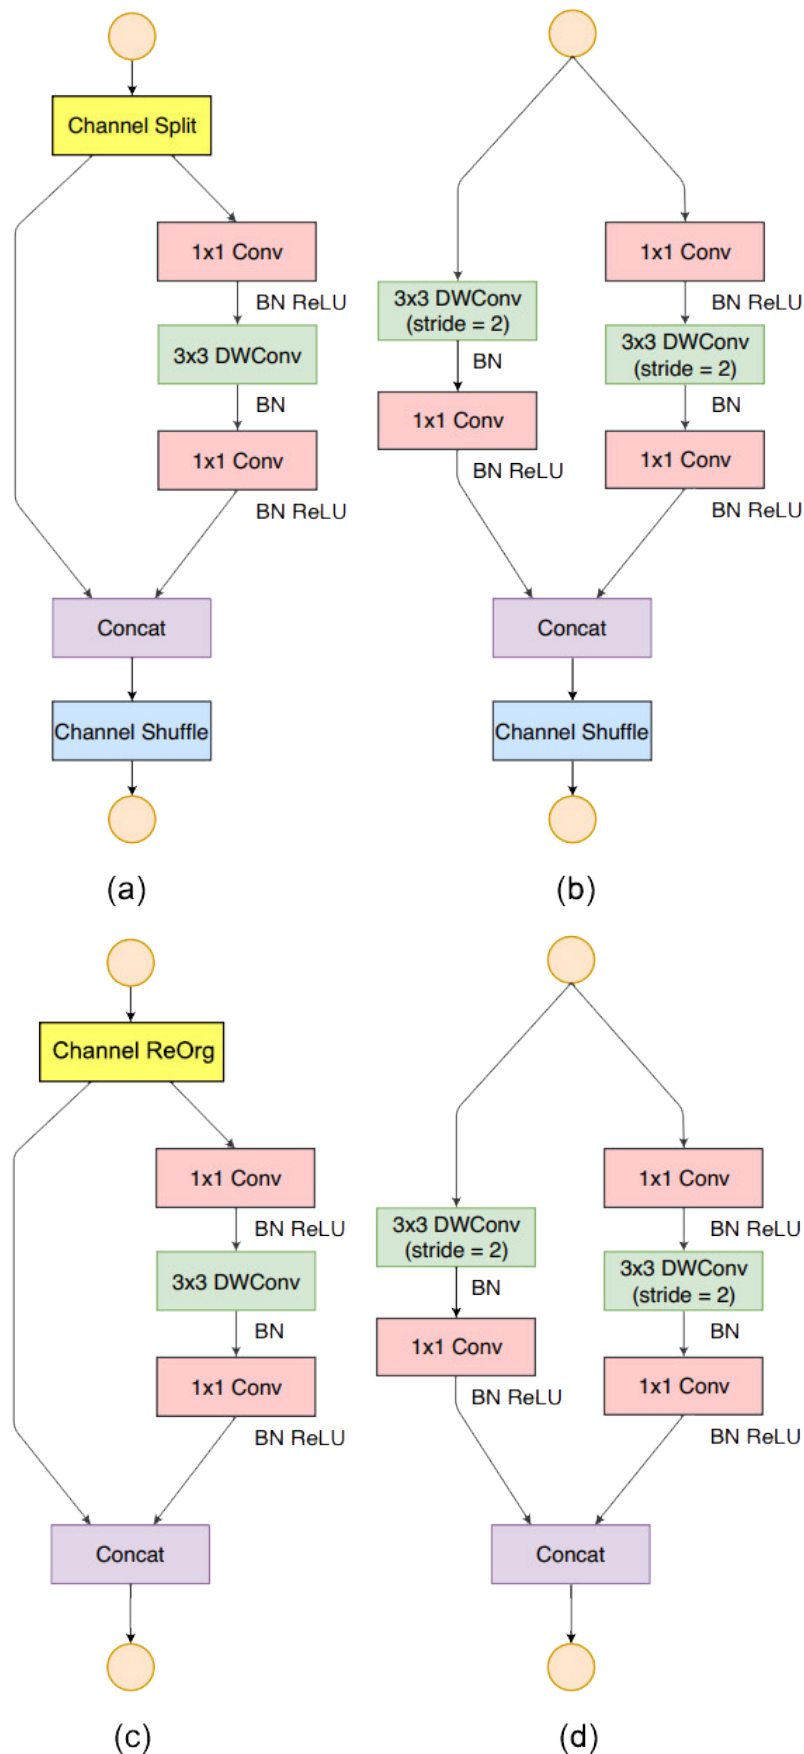 Channel Split
1x1 Conv
BN ReLU
3x3 DWConv
BN
1x1 Conv
BN ReLU
Concat
Channel Shuffle
(a)
3x3 DWConv
(stride = 2)
BN
1x1 Conv
BN ReLU
1x1 Conv
BN ReLU
3x3 DWConv
(stride = 2)
BN
1x1 Conv
BN ReLU
Concat
Channel Shuffle
(b)
Channel ReOrg
1x1 Conv
BN ReLU
3x3 DWConv
BN
1x1 Conv
BN ReLU
Concat
(c)
3x3 DWConv
(stride = 2)
BN
1x1 Conv
BN ReLU
1x1 Conv
BN ReLU
3x3 DWConv
(stride = 2)
BN
1x1 Conv
BN ReLU
Concat
(d)